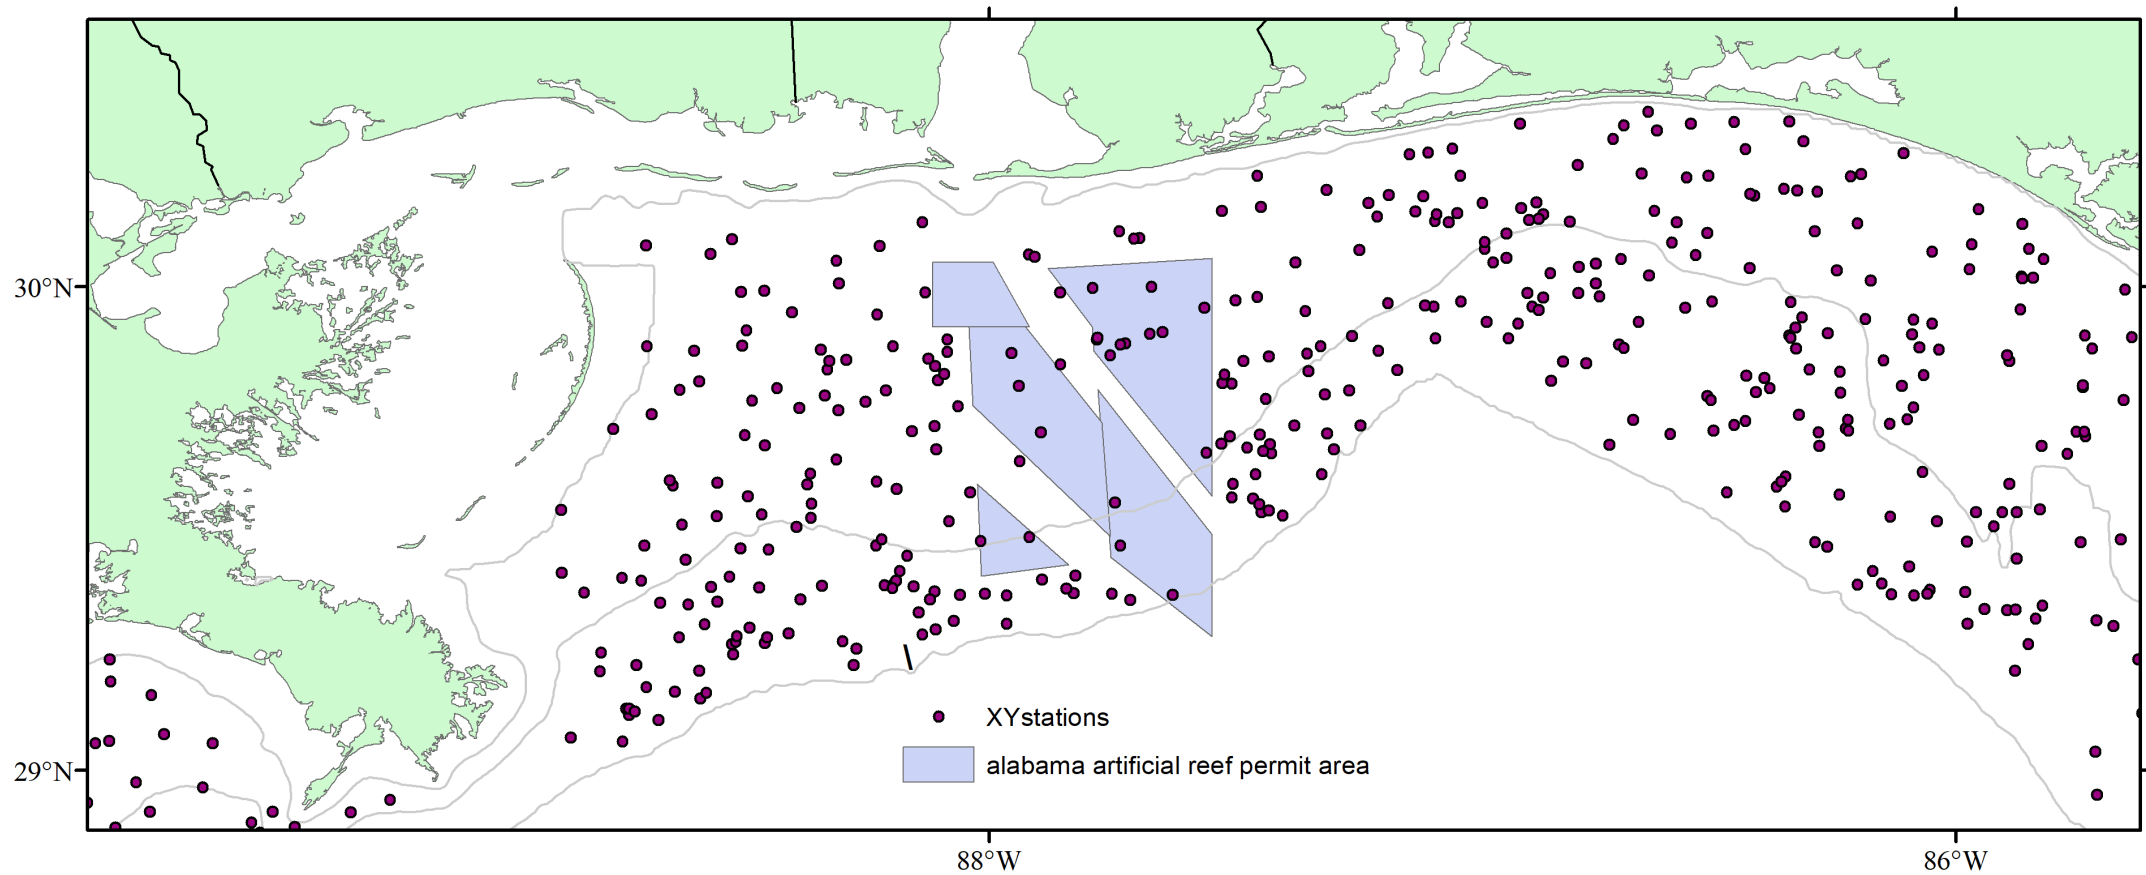 30°N
XYstations
29°N
alabama artificial reef permit area
88°W
86°W